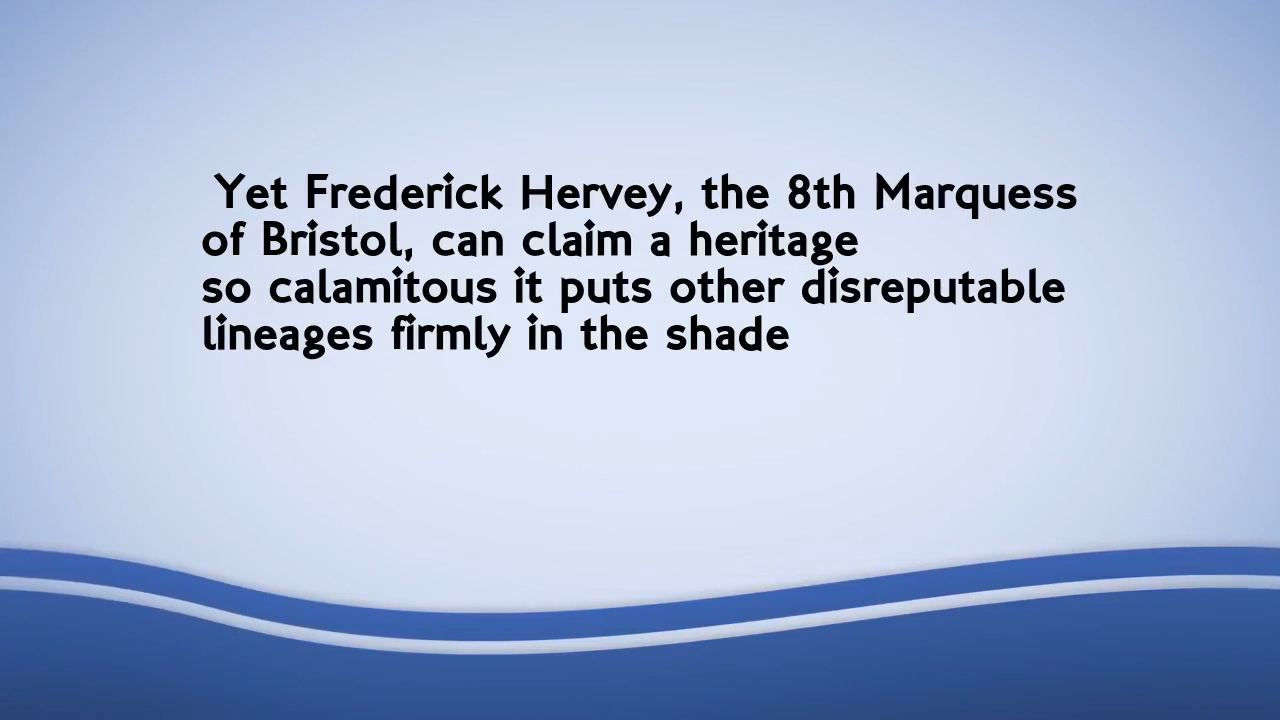 Yet Frederick Hervey, the 8th Marquess
of Bristol, can claim a heritage
so calamitous it puts other disreputable
lineages firmly in the shade